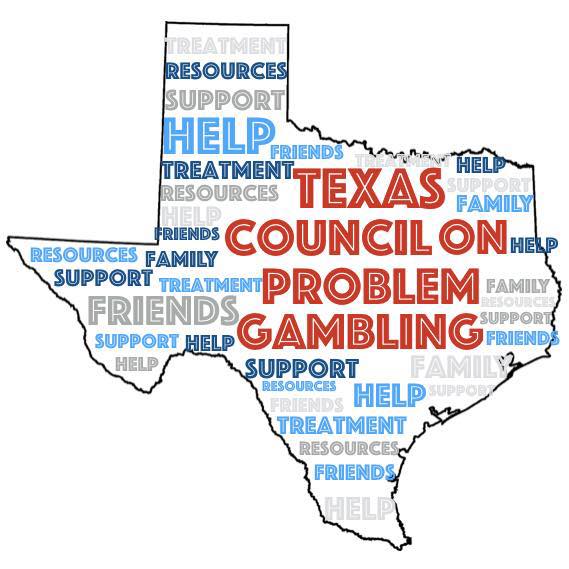 TREATMENT
RESOURCES
SUPPORT
HELP
FRIENDS
TREATMENT
HELP
TREATMENT
TEXAS
SUPPORT
RESOURCES
FAMILY
HELP
FRIENDS
COUNCIL ON
HELP
RESOURCES
FAMILY
SUPPORT
TREATMENT
PROBLEM
FAMILY
RESOURCES
FRIENDS
SUPPORT
GAMBLING
SUPPORT
HELP
FRIENDS
HELP
SUPPORT
FAMILY
RESOURCES
HELP
SUPPORT
FRIENDS
TREATMENT
RESOURCES
FRIENDS
HELP